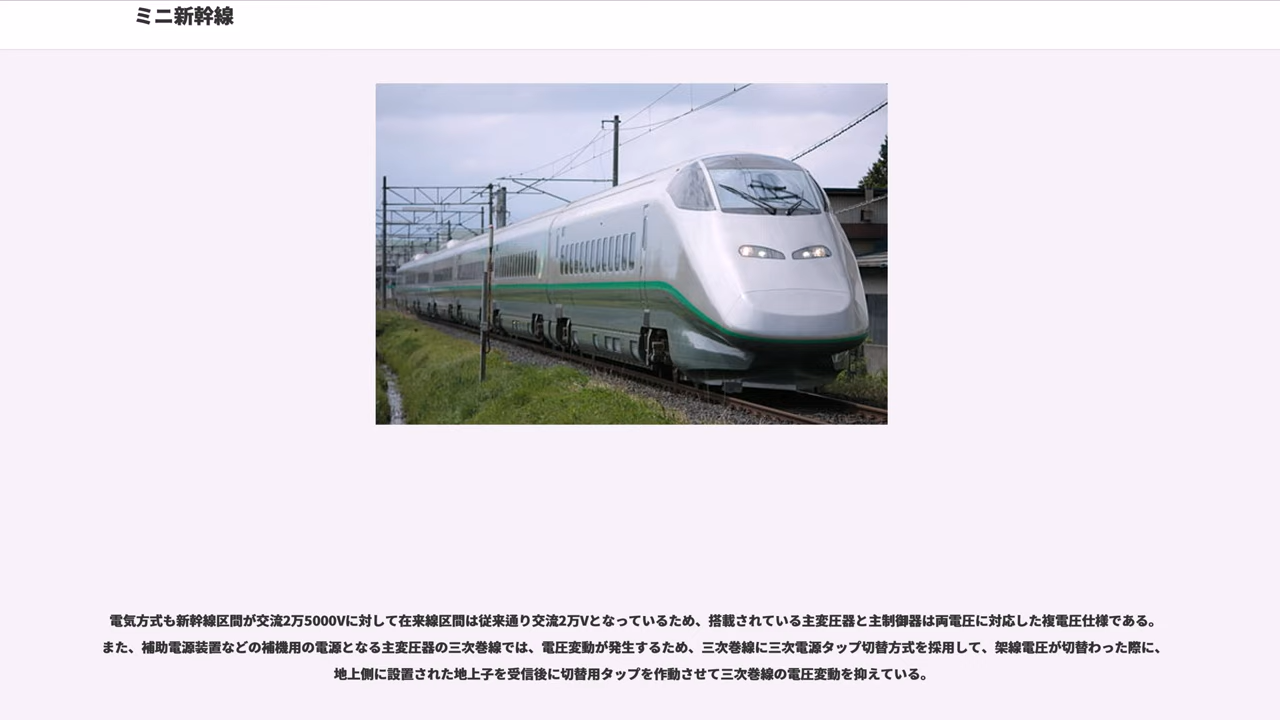 ミニ新幹線
電気方式も新幹線区間が交流2万5000Vに対して在来線区間は従来通り交流2万Vとなっているため、搭載されている主変圧器と主制御器は両電圧に対応した複電圧仕様である。
また、補助電源装置などの補機用の電源となる主変圧器の三次巻線では、電圧変動が発生するため、三次巻線に三次電源タップ切替方式を採用して、架線電圧が切替わった際に、
地上側に設置された地上子を受信後に切替用タップを作動させて三次巻線の電圧変動を抑えている。